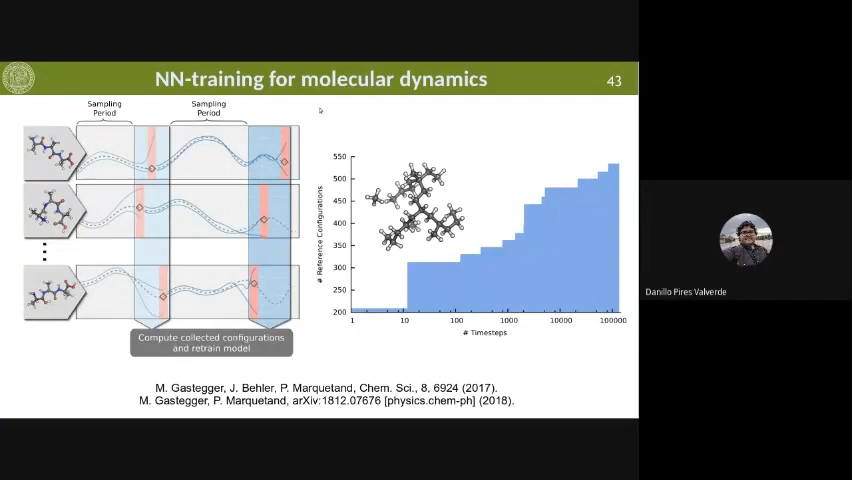 NN-training for molecular dynamics
43
Sampling
Period
Sampling
Period
Compute collected configurations
and retrain model
# Reference Configurations
550
500
450
400
350
300
250
200
1
10
100
1000
10000
100000
# Timesteps
M. Gastegger, J. Behler, P. Marquetand, Chem. Sci., 8, 6924 (2017).
M. Gastegger, P. Marquetand, arXiv:1812.07676 [physics.chem-ph] (2018).
Danillo Pires Valverde